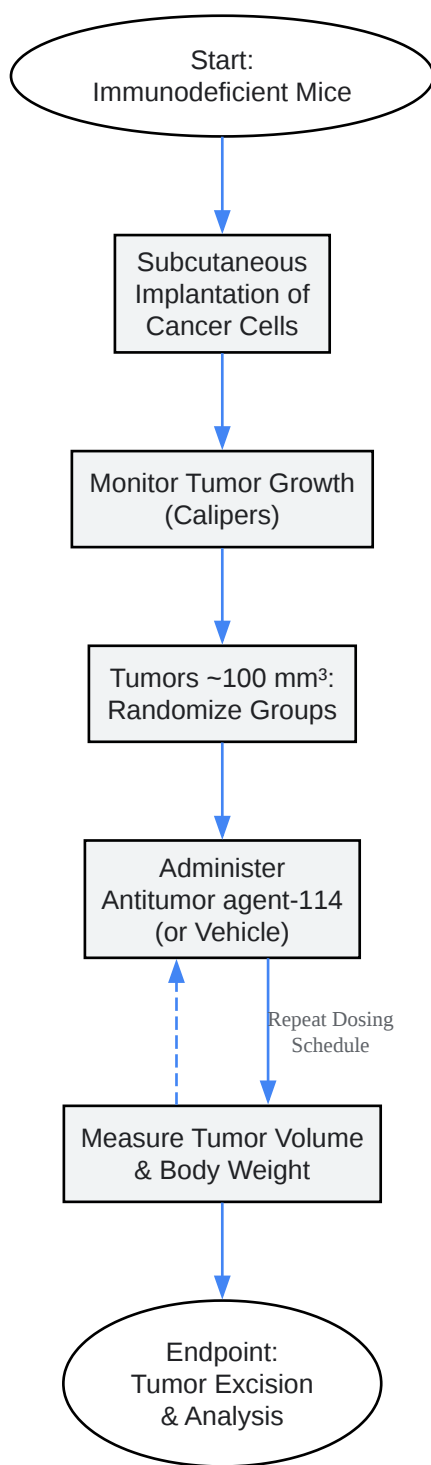 Start:
Immunodeficient Mice
Subcutaneous
Implantation of
Cancer Cells
Monitor Tumor Growth
(Calipers)
Tumors ~100 mm³:
Randomize Groups
Administer
Antitumor agent-114
(or Vehicle)
Repeat Dosing
Schedule
Measure Tumor Volume
& Body Weight
Endpoint:
Tumor Excision
& Analysis